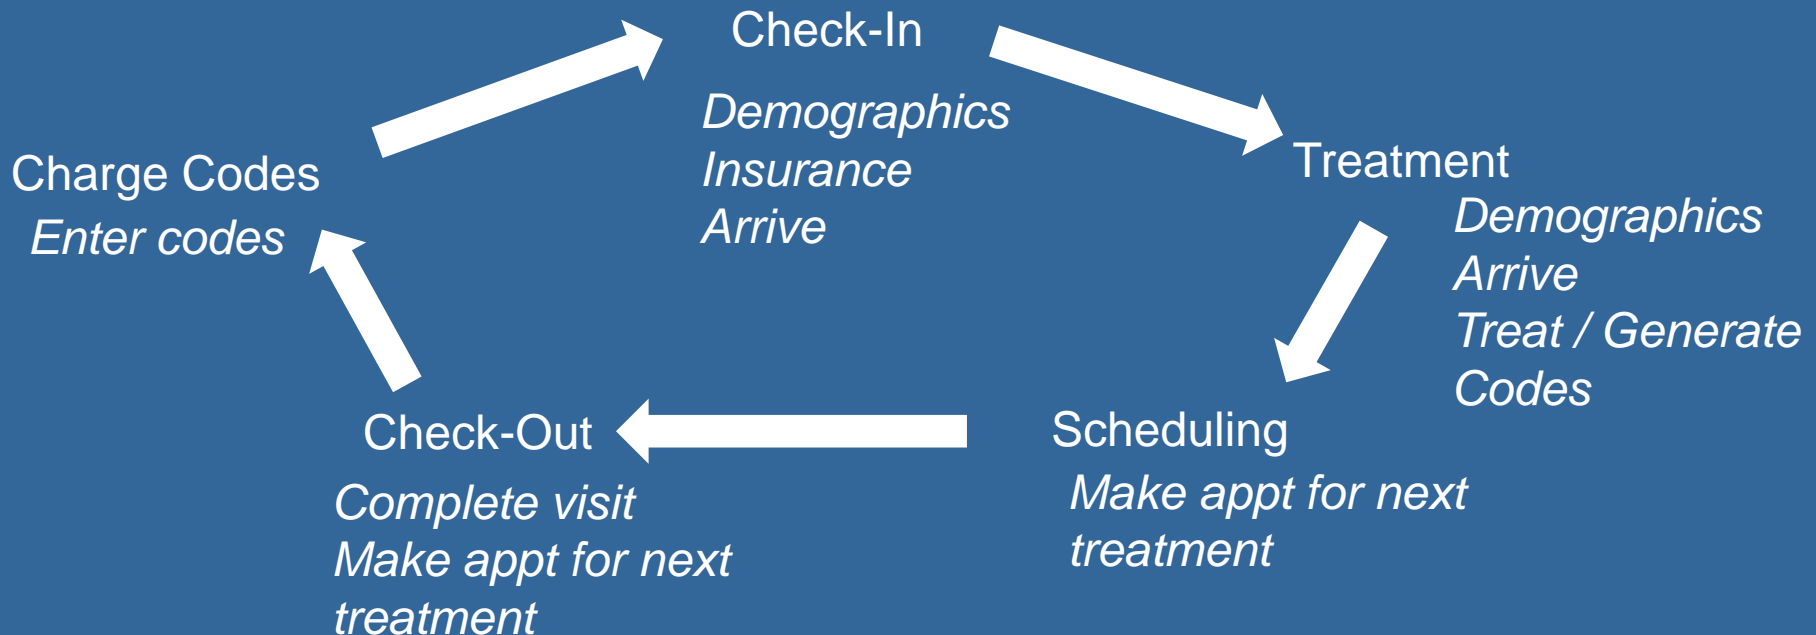 Check-In
Demographics
Insurance
Arrive
Treatment
Demographics
Arrive
Treat / Generate
Codes
Scheduling
Make appt for next
treatment
Check-Out
Complete visit
Make appt for next
treatment
Charge Codes
Enter codes